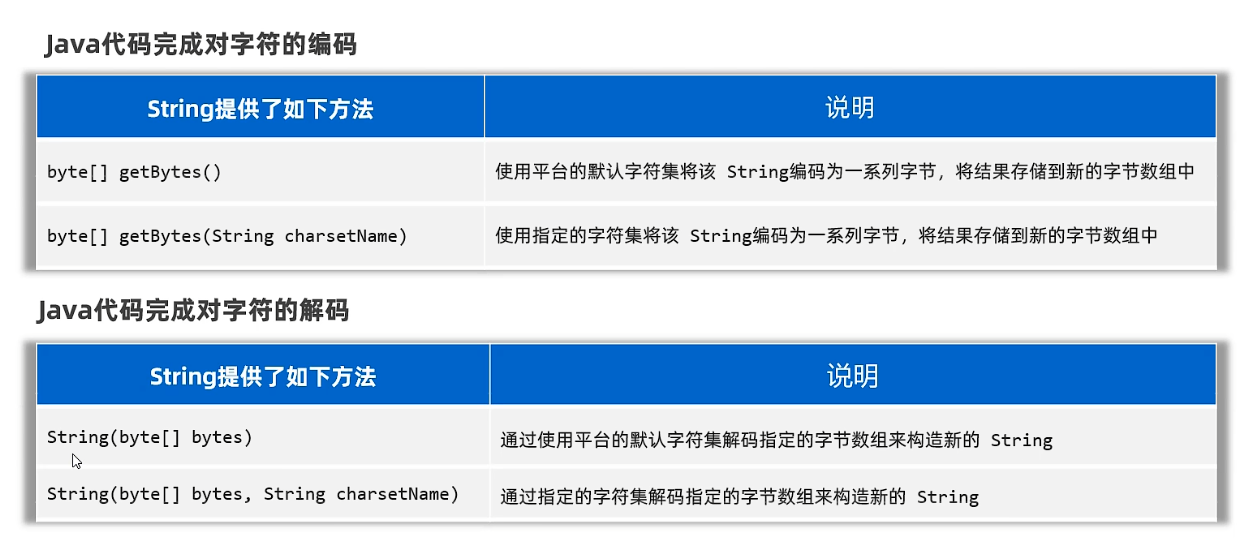 Java代码完成对字符的编码
String提供了如下方法 说明
byte[] getBytes() 使用平台的默认字符集将该 String编码为一系列字节，将结果存储到新的字节数组中
byte[] getBytes(String charsetName) 使用指定的字符集将该 String编码为一系列字节，将结果存储到新的字节数组中
Java代码完成对字符的解码
String提供了如下方法 说明
String(byte[] bytes) 通过使用平台的默认字符集解码指定的字节数组来构造新的 String
String(byte[] bytes, String charsetName) 通过指定的字符集解码指定的字节数组来构造新的 String